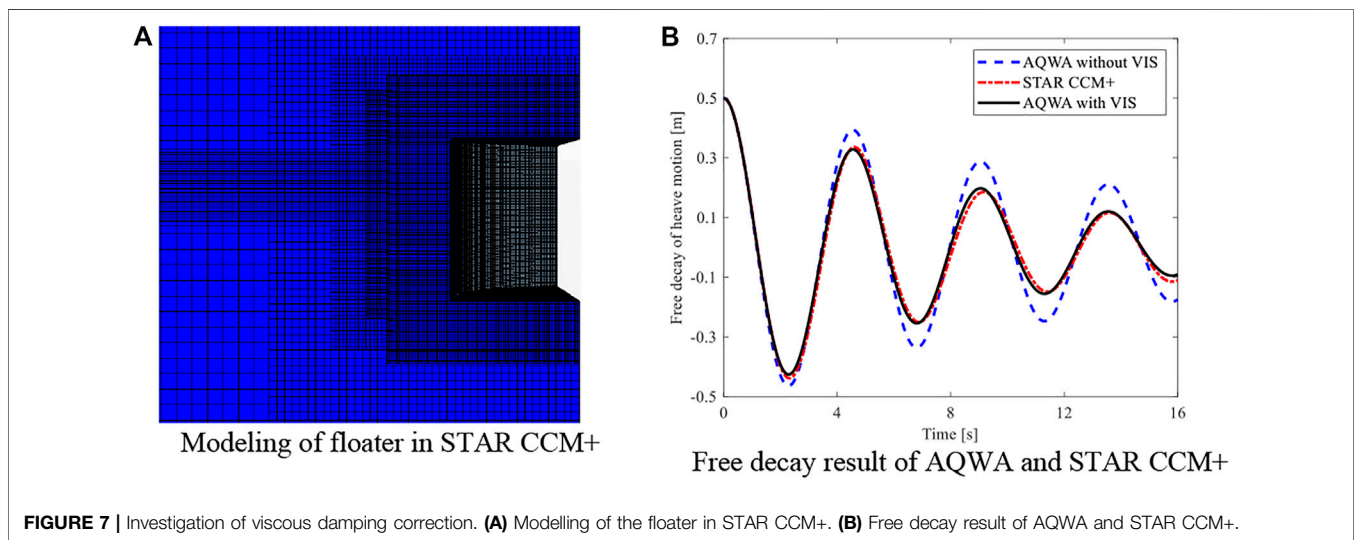 A
Modeling of floater in STAR CCM+
B
0.7
0.5
0.3
0.1
-0.1
-0.3
-0.5
Free decay of heave motion [m]
AQWA without VIS
STAR CCM+
AQWA with VIS
0
4
8
12
16
Time [s]
Free decay result of AQWA and STAR CCM+
FIGURE 7 | Investigation of viscous damping correction. (A) Modelling of the floater in STAR CCM+. (B) Free decay result of AQWA and STAR CCM+.